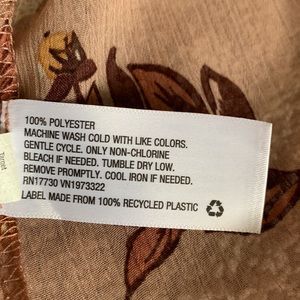 100% POLYESTER
MACHINE WASH COLD WITH LIKE COLORS.
GENTLE CYCLE. ONLY NON-CHLORINE
BLEACH IF NEEDED. TUMBLE DRY LOW.
REMOVE PROMPTLY. COOL IRON IF NEEDED.
RN17730 VN1973322
LABEL MADE FROM 100% RECYCLED PLASTIC